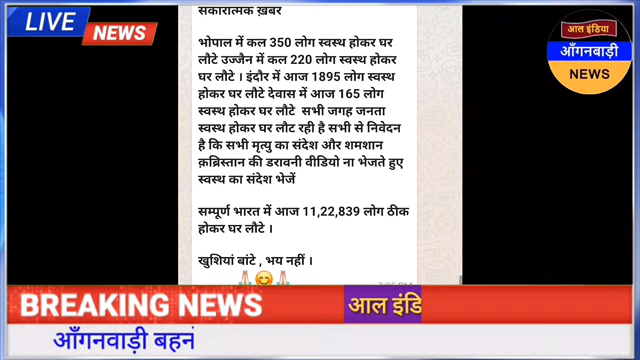 LIVE NEWS
सकारात्मक ख़बर
भोपाल में कल 350 लोग स्वस्थ होकर घर
लौटे उज्जैन में कल 220 लोग स्वस्थ होकर
घर लौटे । इंदौर में आज 1895 लोग स्वस्थ
होकर घर लौटे देवास में आज 165 लोग
स्वस्थ होकर घर लौटे सभी जगह जनता
स्वस्थ होकर घर लौट रही है सभी से निवेदन
है कि सभी मृत्यु का संदेश और शमशान
क़ब्रिस्तान की डरावनी वीडियो ना भेजते हुए
स्वस्थ का संदेश भेजें
सम्पूर्ण भारत में आज 11,22,839 लोग ठीक
होकर घर लौटे ।
खुशियां बांटे , भय नहीं ।
🙏🏻😊🙏🏻
आल इंडिया
आँगनबाड़ी
NEWS
BREAKING NEWS
आल इंडि
आँगनवाड़ी बहनं